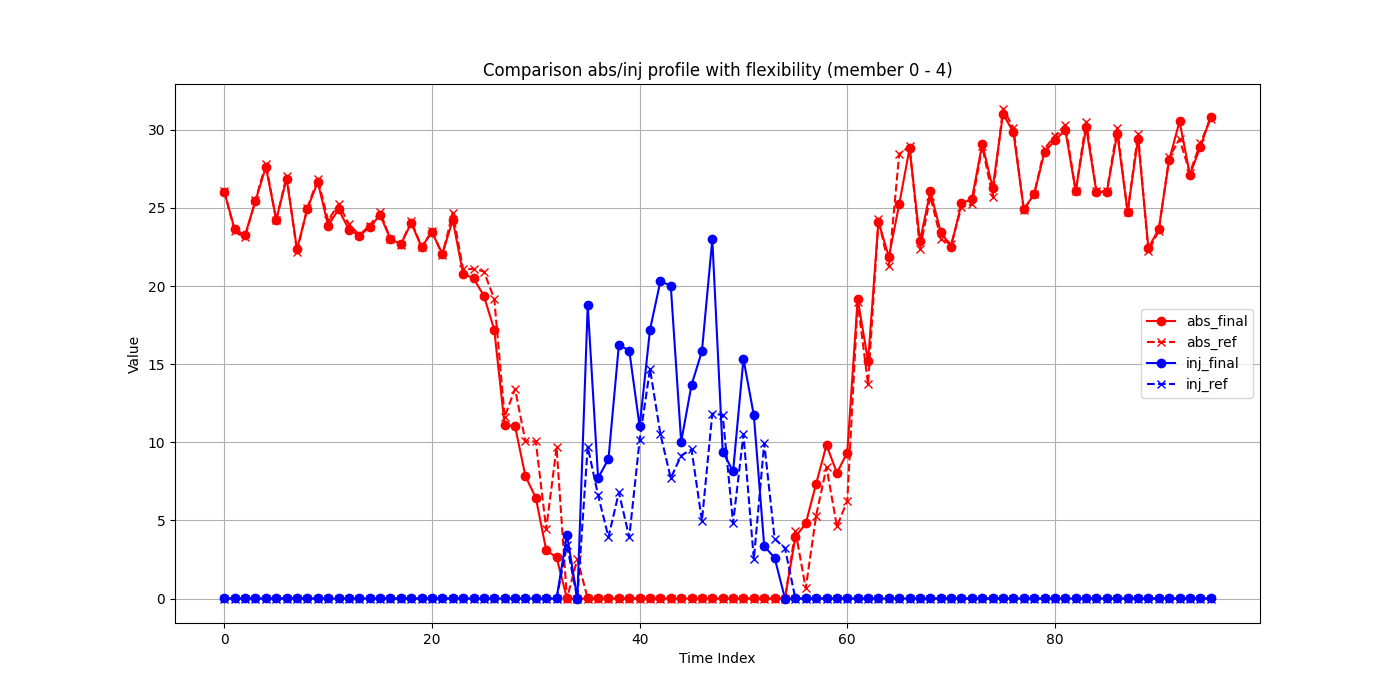 Comparison abs/inj profile with flexibility (member 0 - 4)
Value
30
25
20
15
10
5
0
abs_final
abs_ref
inj_final
inj_ref
0 20 40 60 80
Time Index